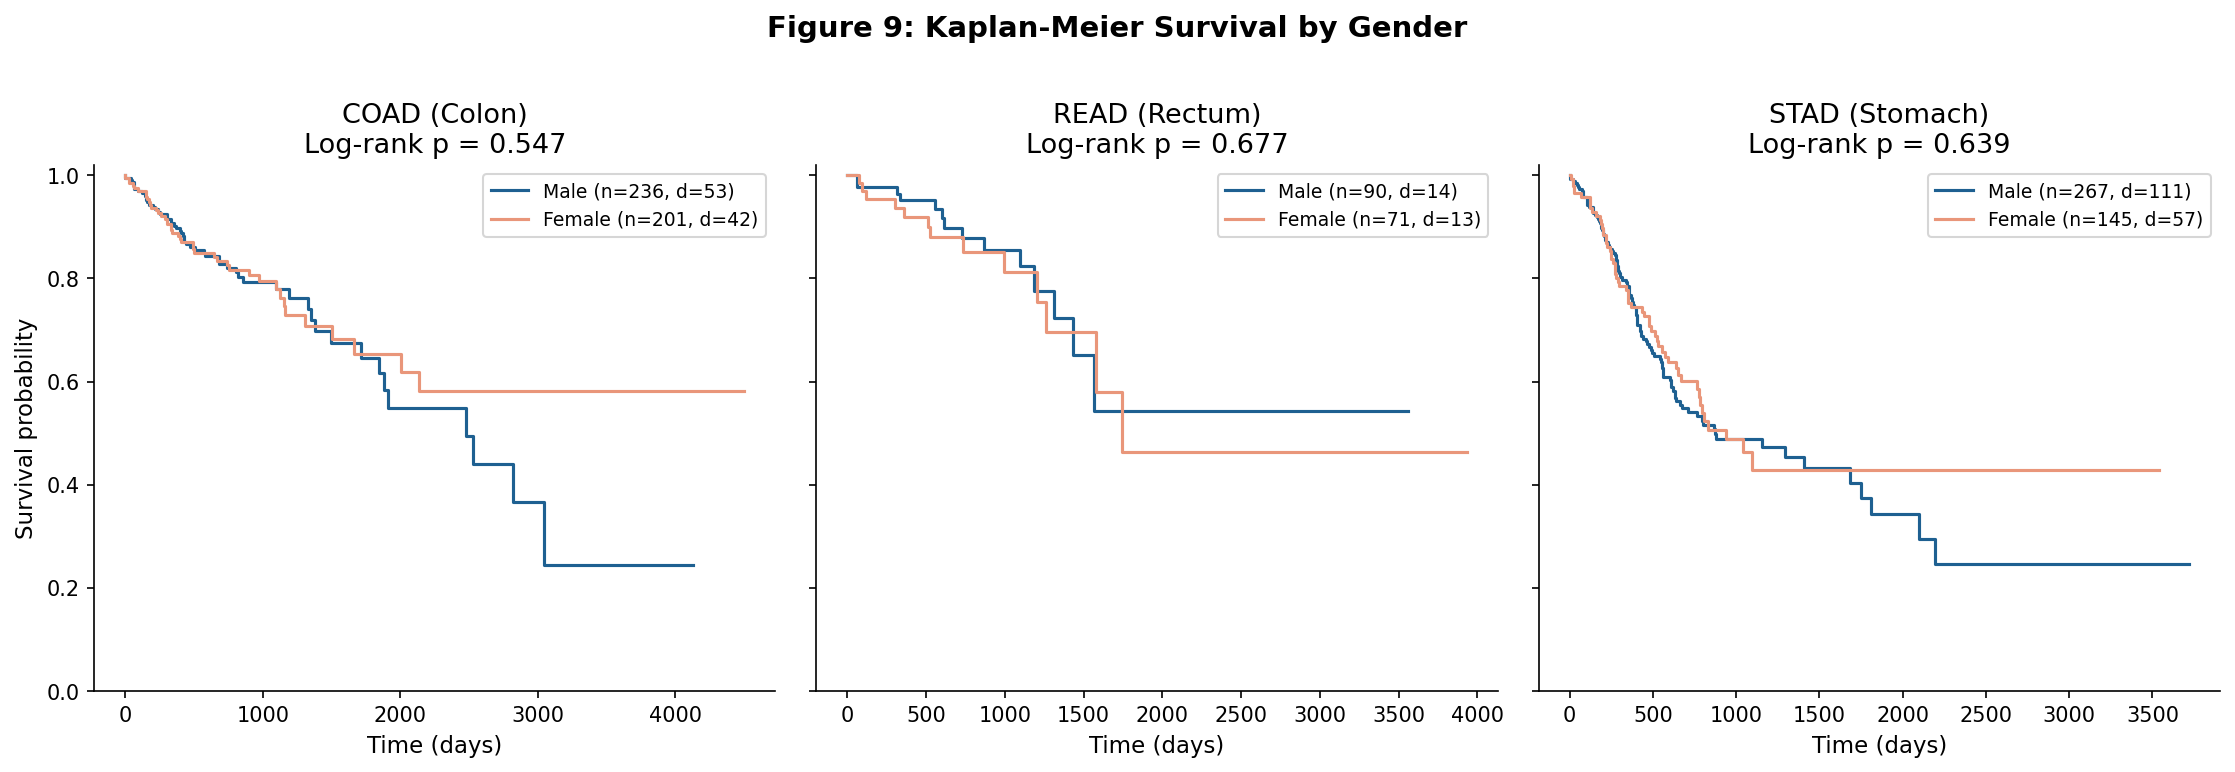 Figure 9: Kaplan-Meier Survival by Gender
COAD (Colon)
Log-rank p = 0.547
Male (n=236, d=53)
Female (n=201, d=42)
Survival probability
1.0
0.8
0.6
0.4
0.2
0.0
0 1000 2000 3000 4000
Time (days)
READ (Rectum)
Log-rank p = 0.677
Male (n=90, d=14)
Female (n=71, d=13)
0 500 1000 1500 2000 2500 3000 3500 4000
Time (days)
STAD (Stomach)
Log-rank p = 0.639
Male (n=267, d=111)
Female (n=145, d=57)
0 500 1000 1500 2000 2500 3000 3500
Time (days)